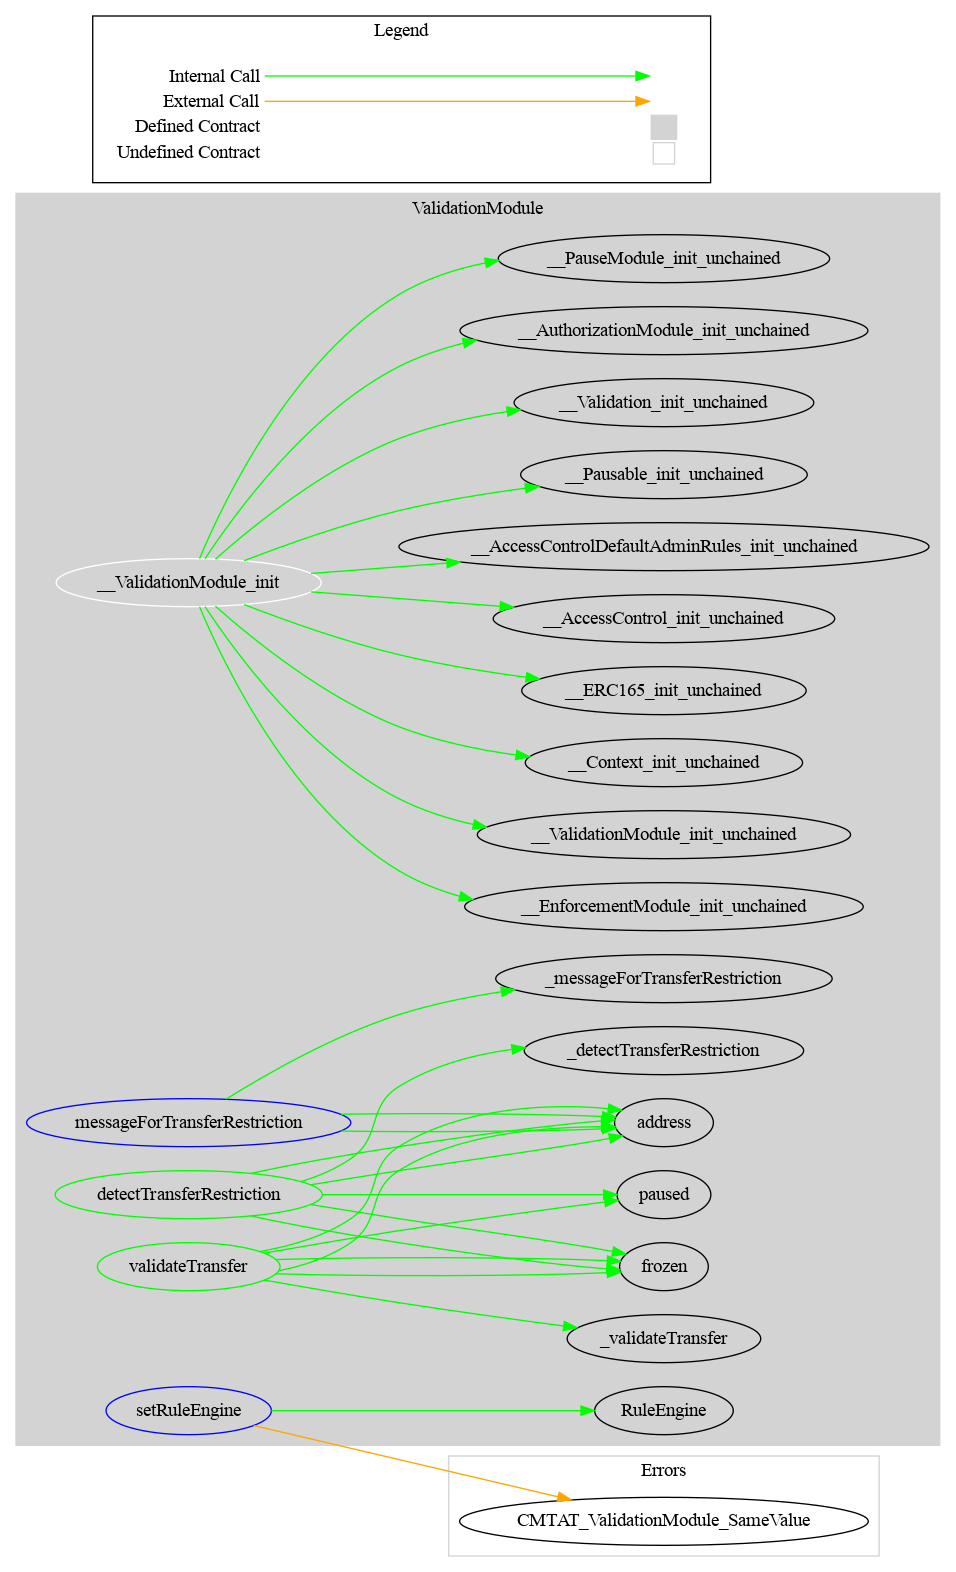 Legend
Internal Call
External Call
Defined Contract
Undefined Contract
ValidationModule
__PauseModule_init_unchained
__AuthorizationModule_init_unchained
__Validation_init_unchained
__Pausable_init_unchained
__AccessControlDefaultAdminRules_init_unchained
__ValidationModule_init
__AccessControl_init_unchained
__ERC165_init_unchained
__Context_init_unchained
__ValidationModule_init_unchained
__EnforcementModule_init_unchained
_messageForTransferRestriction
_detectTransferRestriction
messageForTransferRestriction
address
detectTransferRestriction
paused
validateTransfer
frozen
_validateTransfer
setRuleEngine
RuleEngine
Errors
CMTAT_ValidationModule_SameValue